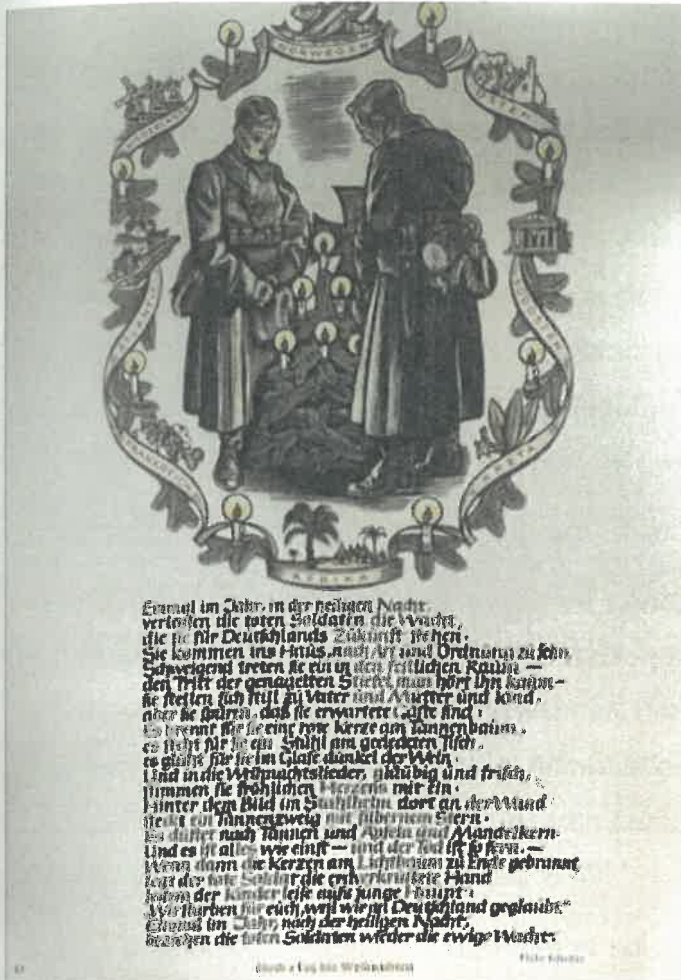 NORWEGEN
OSTEN
FRANKREICH
KRETA
AFRIKA
Einmal im Jahr, in der heiligen Nacht,
verlassen die toten Soldaten die Wacht,
die sie für Deutschlands Zukunft stehen.
Sie kommen ins Haus, nach Art und Ordnung zu sehn.
Schweigend treten sie ein in den festlichen Raum —
den Tritt der genagelten Stiefel, man hört ihn kaum —
sie stellen sich still zu Vater und Mutter und Kind,
aber sie spüren, daß sie erwartete Gäste sind.
Es brennt für sie eine rote Kerze am Tannenbaum,
es steht für sie ein Stuhl am gedeckten Tisch,
es glüht für sie im Glase dunkel der Wein.
Und in die Weihnachtslieder, gläubig und frisch,
stimmen sie fröhlichen Herzens mit ein.
Hinter dem Bild im Stahlhelm dort an der Wand
steckt ein Tannenzweig mit silbernem Stern.
Es duftet nach Tannen und Äpfeln und Mandelkern.
Und es ist alles wie einst — und der Tod ist so fern. —
Wenn dann die Kerzen am Lichtbaum zu Ende gebrannt,
legt der tote Soldat die erdverkrustete Hand
jedem der Kinder leise aufs junge Haupt.
„Wir starben für euch, weil wir an Deutschland geglaubt."
Einmal im Jahr, nach der heiligen Nacht,
beziehen die toten Soldaten wieder die ewige Wacht.
Thilo Scheller